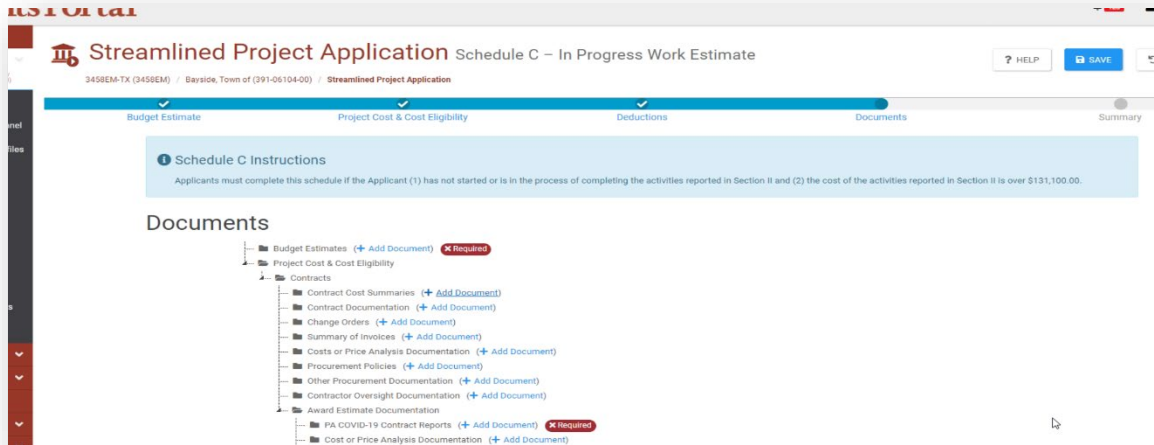 Streamlined Project Application Schedule C – In Progress Work Estimate
? HELP
SAVE
3458EM-TX (3458EM) / Bayside, Town of (391-06104-00) / Streamlined Project Application
Budget Estimate
Project Cost & Cost Eligibility
Deductions
Documents
Summary
Schedule C Instructions
Applicants must complete this schedule if the Applicant (1) has not started or is in the process of completing the activities reported in Section II and (2) the cost of the activities reported in Section II is over $131,100.00.
Documents
Budget Estimates (+ Add Document) × Required
Project Cost & Cost Eligibility
Contracts
Contract Cost Summaries (+ Add Document)
Contract Documentation (+ Add Document)
Change Orders (+ Add Document)
Summary of Invoices (+ Add Document)
Costs or Price Analysis Documentation (+ Add Document)
Procurement Policies (+ Add Document)
Other Procurement Documentation (+ Add Document)
Contractor Oversight Documentation (+ Add Document)
Award Estimate Documentation
PA COVID-19 Contract Reports (+ Add Document) × Required
Cost or Price Analysis Documentation (+ Add Document)